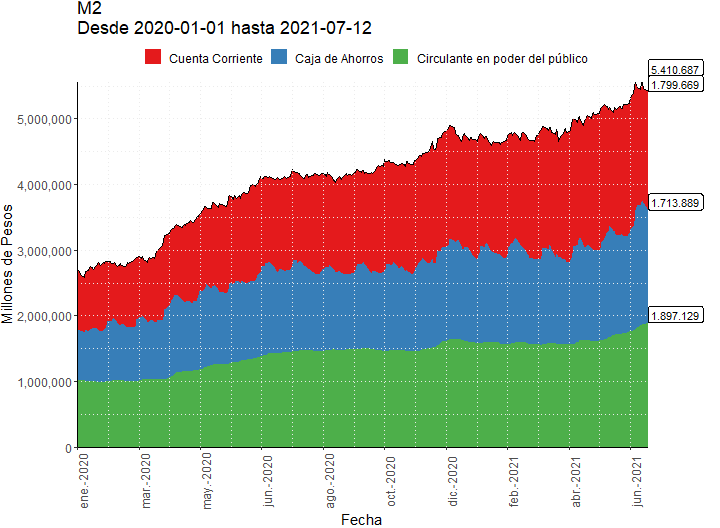 M2
Desde 2020-01-01 hasta 2021-07-12
Cuenta Corriente Caja de Ahorros Circulante en poder del público
5.410.687
1.799.669
1.713.889
1.897.129
Millones de Pesos
5,000,000
4,000,000
3,000,000
2,000,000
1,000,000
0
ene.-2020 mar.-2020 may.-2020 jun.-2020 ago.-2020 oct.-2020 dic.-2020 feb.-2021 abr.-2021 jun.-2021
Fecha